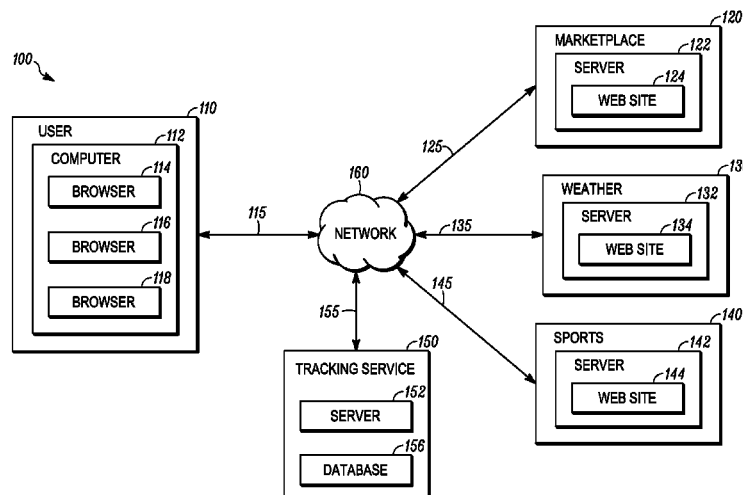 100
110
USER
112
COMPUTER
114
BROWSER
116
BROWSER
118
BROWSER
115
160
NETWORK
125
135
145
155
120
MARKETPLACE
122
SERVER
124
WEB SITE
13
WEATHER
132
SERVER
134
WEB SITE
140
SPORTS
142
SERVER
144
WEB SITE
150
TRACKING SERVICE
152
SERVER
156
DATABASE